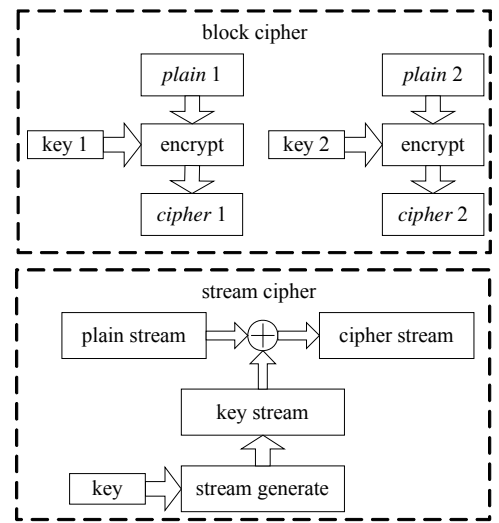 block cipher
plain 1
plain 2
key 1
encrypt
key 2
encrypt
cipher 1
cipher 2
stream cipher
plain stream
cipher stream
key stream
key
stream generate